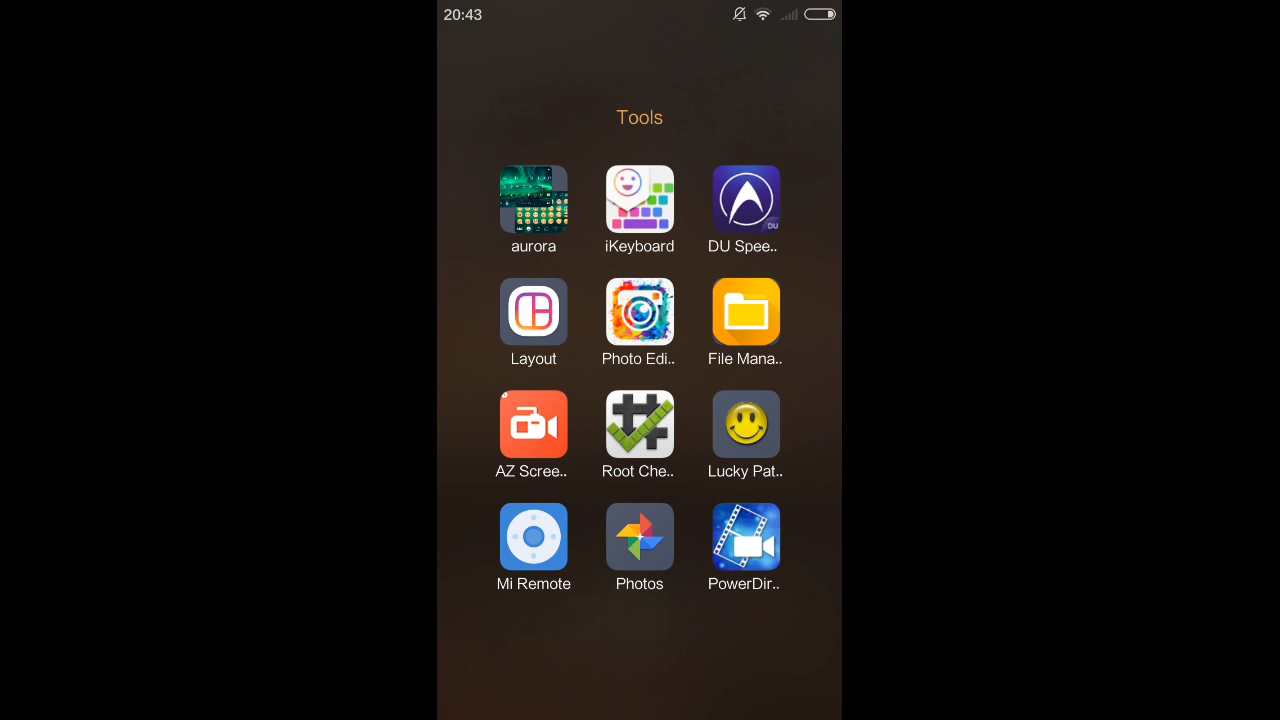 20:43
Tools
aurora
iKeyboard
DU Spee..
DU
Layout
Photo Edi..
File Mana..
AZ Scree..
Root Che..
Lucky Pat..
Mi Remote
Photos
PowerDir..